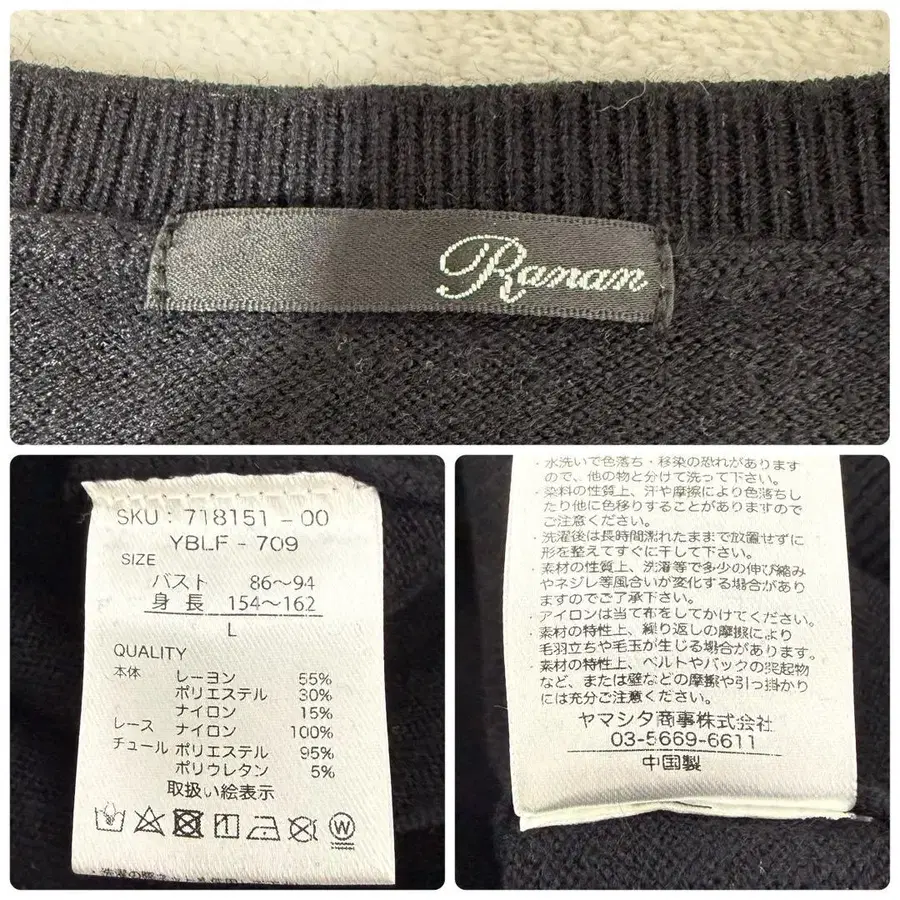 Ranan
SKU : 718151 - 00
YBLF - 709
SIZE
バスト 86～94
身 長 154～162
L
QUALITY
本体 レーヨン 55%
ポリエステル 30%
ナイロン 15%
レース ナイロン 100%
チュール ポリエステル 95%
ポリウレタン 5%
取扱い絵表示
W
・水洗いで色落ち・移染の恐れがあります
ので、他の物と分けて洗って下さい。
・染料の性質上、汗や摩擦により色落ちし
たり他に色移りすることがありますので
ご注意ください。
・洗濯後は長時間濡れたままで放置せずに
形を整えてすぐに干して下さい。
・素材の性質上、洗濯等で多少の伸び縮み
やネジレ等風合いが変化する場合があり
ますのでご了承下さい。
・アイロンは当て布をしてかけてください。
・素材の特性上、繰り返しの摩擦により
毛羽立ちや毛玉が生じる場合があります。
・素材の特性上、ベルトやバックの突起物
など、または壁などの摩擦や引っ掛かり
には充分ご注意ください。
ヤマシタ商事株式会社
03-5669-6611
中国製